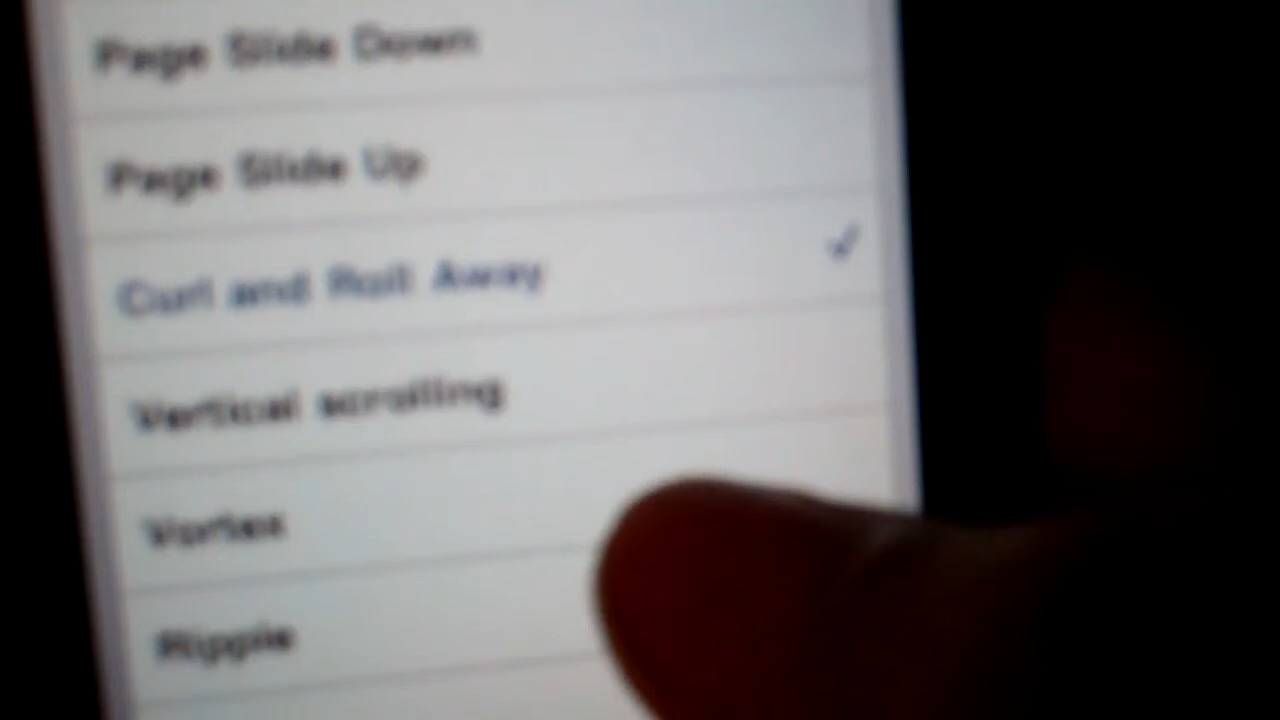 Page Slide Down
Page Slide Up
Curl and Roll Away
Vertical scrolling
Vortex
Ripple